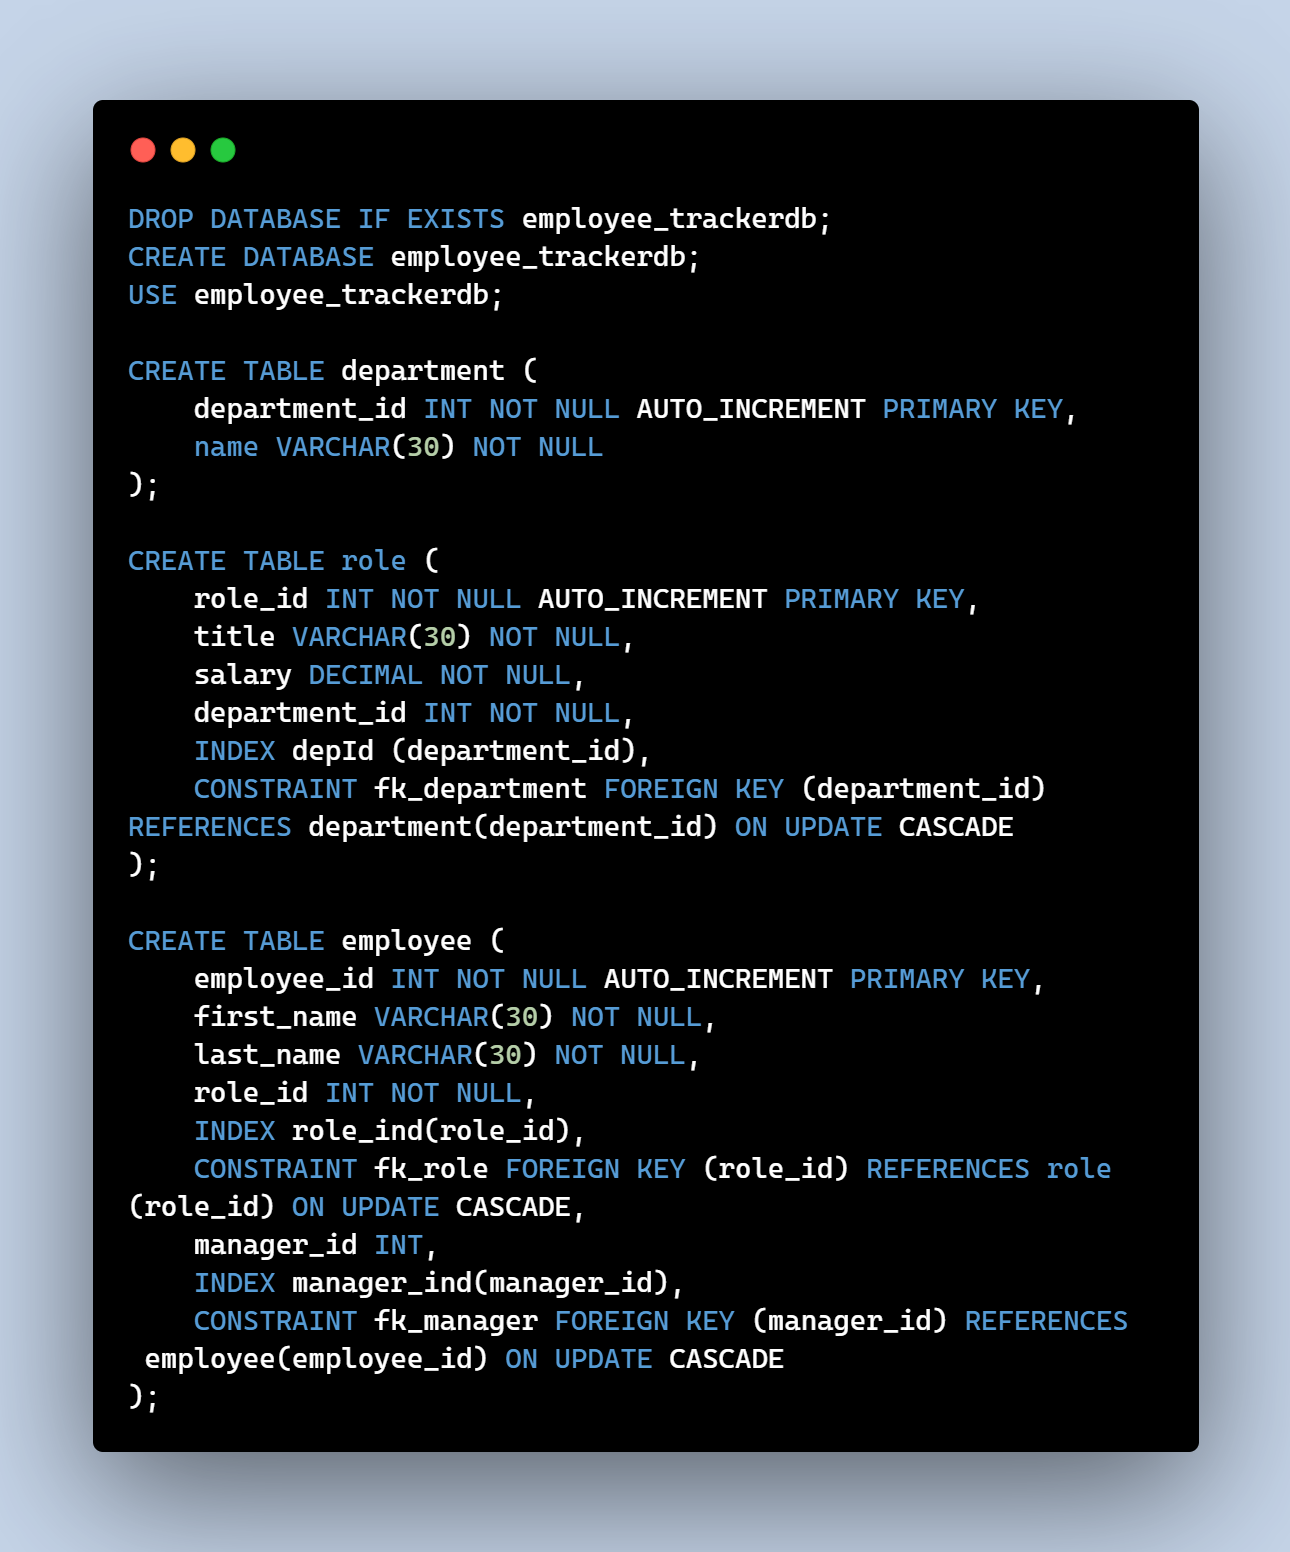 DROP DATABASE IF EXISTS employee_trackerdb;
CREATE DATABASE employee_trackerdb;
USE employee_trackerdb;

CREATE TABLE department (
    department_id INT NOT NULL AUTO_INCREMENT PRIMARY KEY,
    name VARCHAR(30) NOT NULL
);

CREATE TABLE role (
    role_id INT NOT NULL AUTO_INCREMENT PRIMARY KEY,
    title VARCHAR(30) NOT NULL,
    salary DECIMAL NOT NULL,
    department_id INT NOT NULL,
    INDEX depId (department_id),
    CONSTRAINT fk_department FOREIGN KEY (department_id)
REFERENCES department(department_id) ON UPDATE CASCADE
);

CREATE TABLE employee (
    employee_id INT NOT NULL AUTO_INCREMENT PRIMARY KEY,
    first_name VARCHAR(30) NOT NULL,
    last_name VARCHAR(30) NOT NULL,
    role_id INT NOT NULL,
    INDEX role_ind(role_id),
    CONSTRAINT fk_role FOREIGN KEY (role_id) REFERENCES role
(role_id) ON UPDATE CASCADE,
    manager_id INT,
    INDEX manager_ind(manager_id),
    CONSTRAINT fk_manager FOREIGN KEY (manager_id) REFERENCES
 employee(employee_id) ON UPDATE CASCADE
);